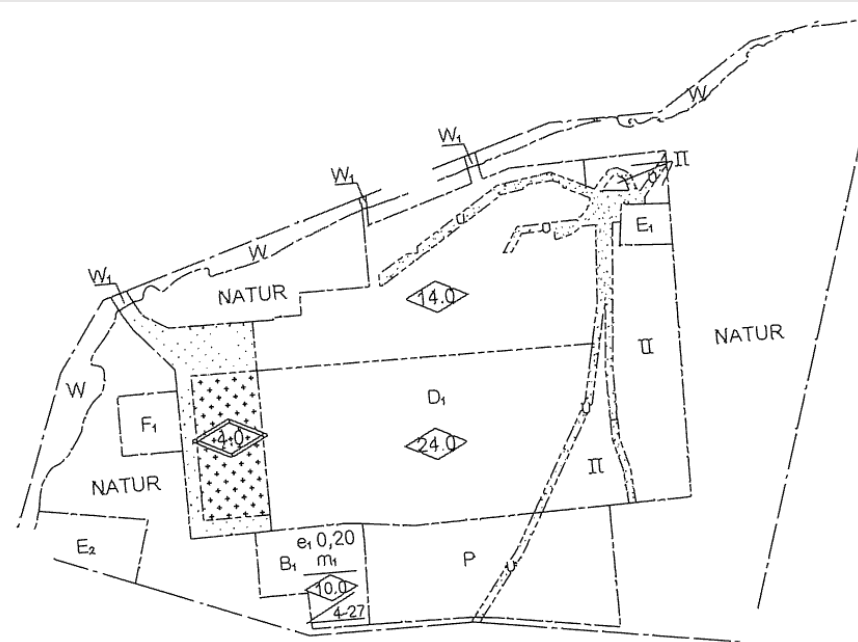 W
W₁
II
W₁
E₁
W
W₁
NATUR
14.0
II
NATUR
W
D₁
F₁
4.0
24.0
II
NATUR
e₁ 0,20
E₂
B₁
m₁
P
10.0
4-27